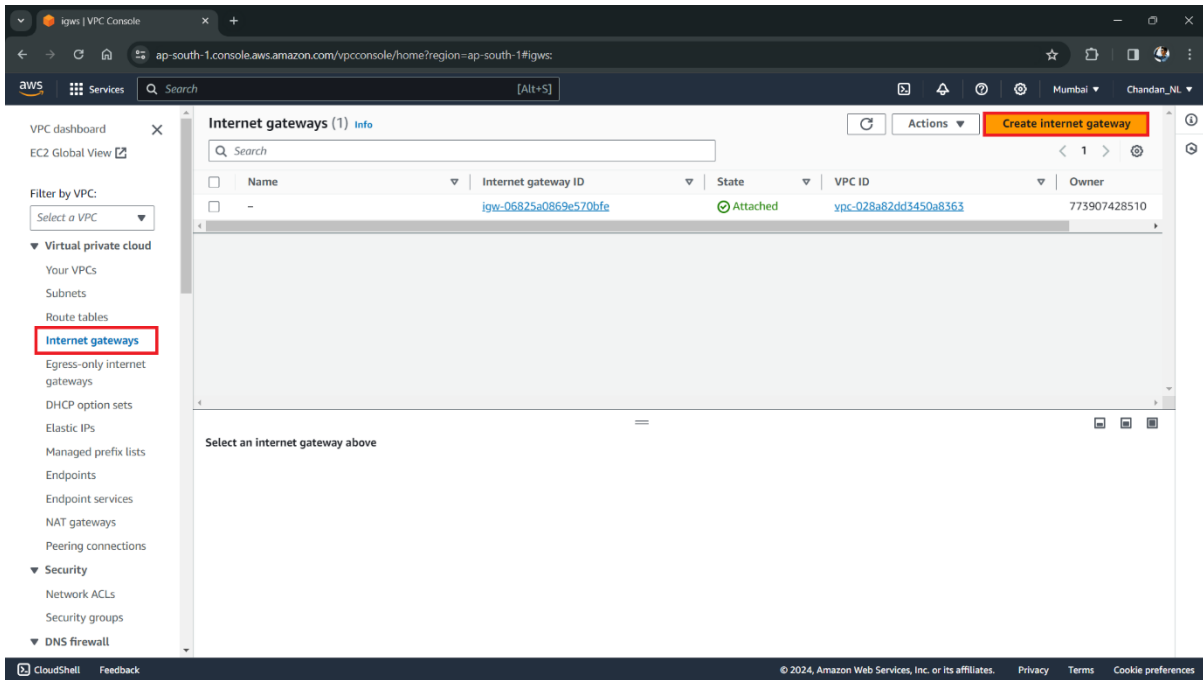 igws | VPC Console
ap-south-1.console.aws.amazon.com/vpcconsole/home?region=ap-south-1#igws:
aws Services Search [Alt+S] Mumbai Chandan_NL
VPC dashboard
EC2 Global View
Filter by VPC:
Select a VPC
Virtual private cloud
Your VPCs
Subnets
Route tables
Internet gateways
Egress-only internet
gateways
DHCP option sets
Elastic IPs
Managed prefix lists
Endpoints
Endpoint services
NAT gateways
Peering connections
Security
Network ACLs
Security groups
DNS firewall
Internet gateways (1) Info
Actions
Create internet gateway
Search
1
Name Internet gateway ID State VPC ID Owner
– igw-06825a0869e570bfe Attached vpc-028a82dd3450a8363 773907428510
Select an internet gateway above
CloudShell Feedback © 2024, Amazon Web Services, Inc. or its affiliates. Privacy Terms Cookie preferences